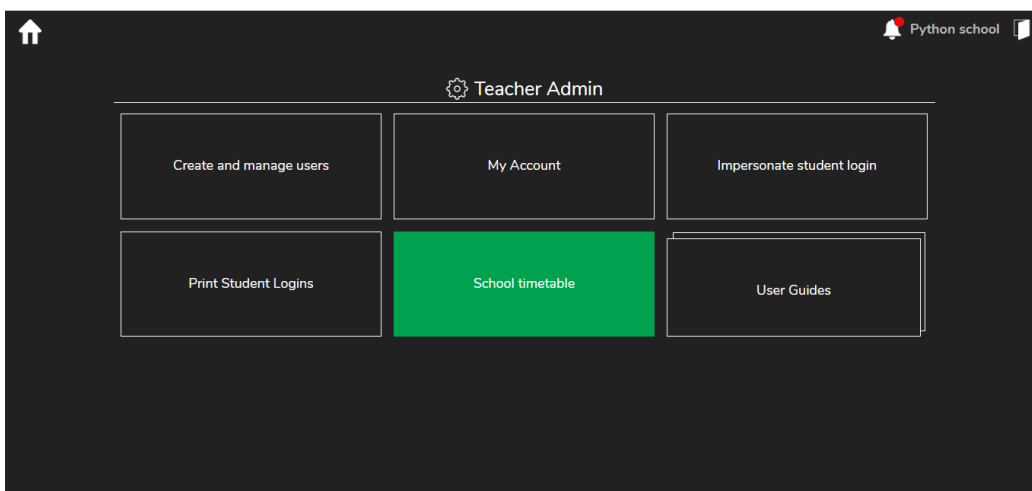 Python school
Teacher Admin
Create and manage users
My Account
Impersonate student login
Print Student Logins
School timetable
User Guides